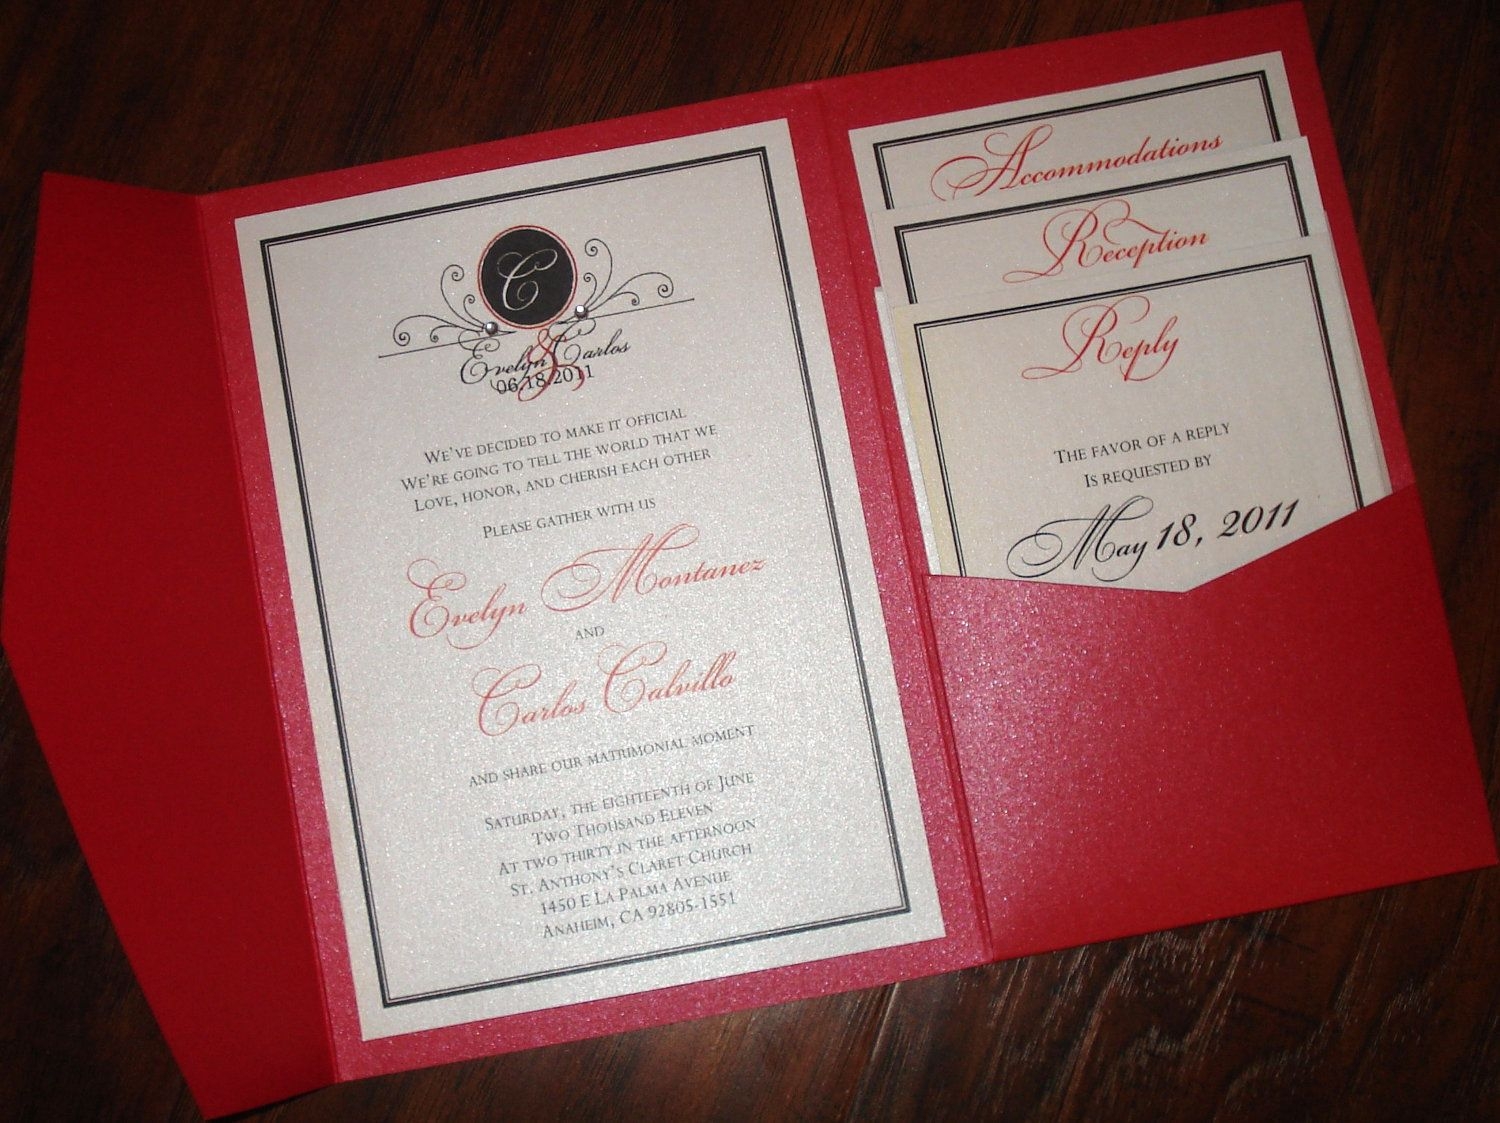 C
Evelyn & Carlos
06.18.2011
We've decided to make it official
We're going to tell the world that we
Love, honor, and cherish each other
Please gather with us
Evelyn Montanez
and
Carlos Calvillo
and share our matrimonial moment
Saturday, the eighteenth of June
Two Thousand Eleven
At two thirty in the afternoon
St. Anthony's Claret Church
1450 E La Palma Avenue
Anaheim, CA 92805-1551
Accommodations
Reception
Reply
The favor of a reply
Is requested by
May 18, 2011